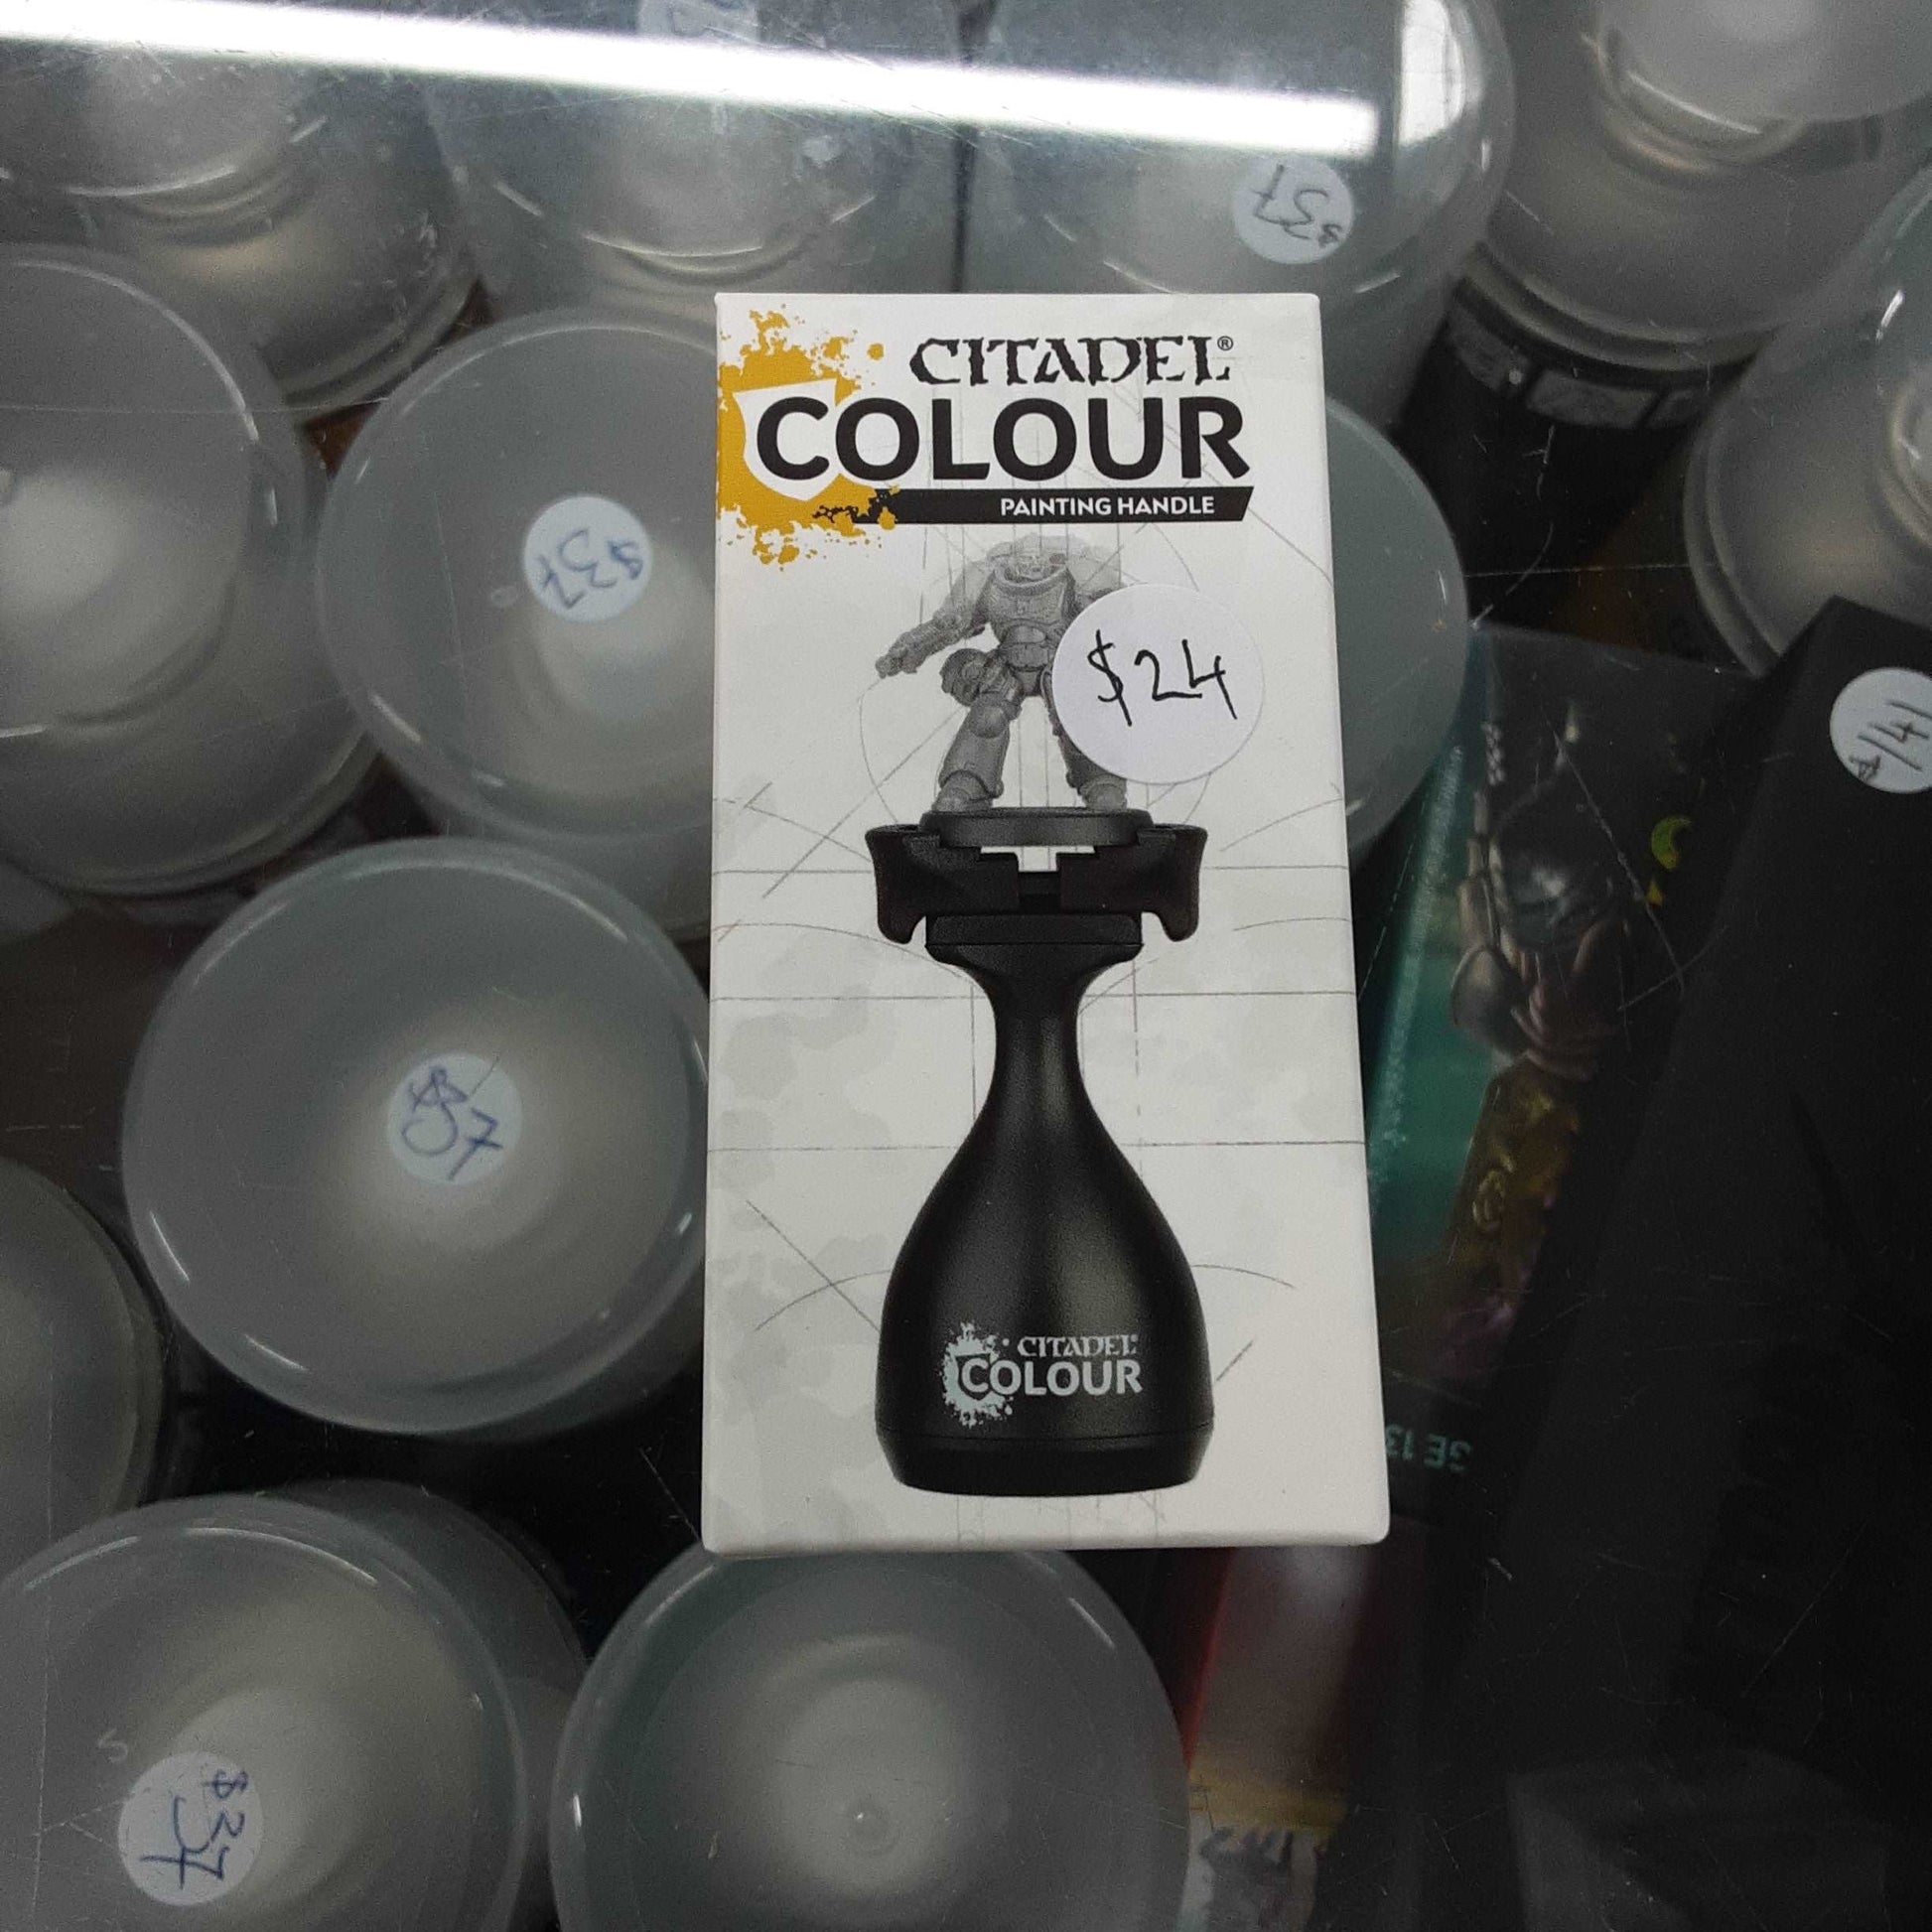 $37
CITADEL®
COLOUR
PAINTING HANDLE
$37
$24
$37
CITADEL
COLOUR
$37